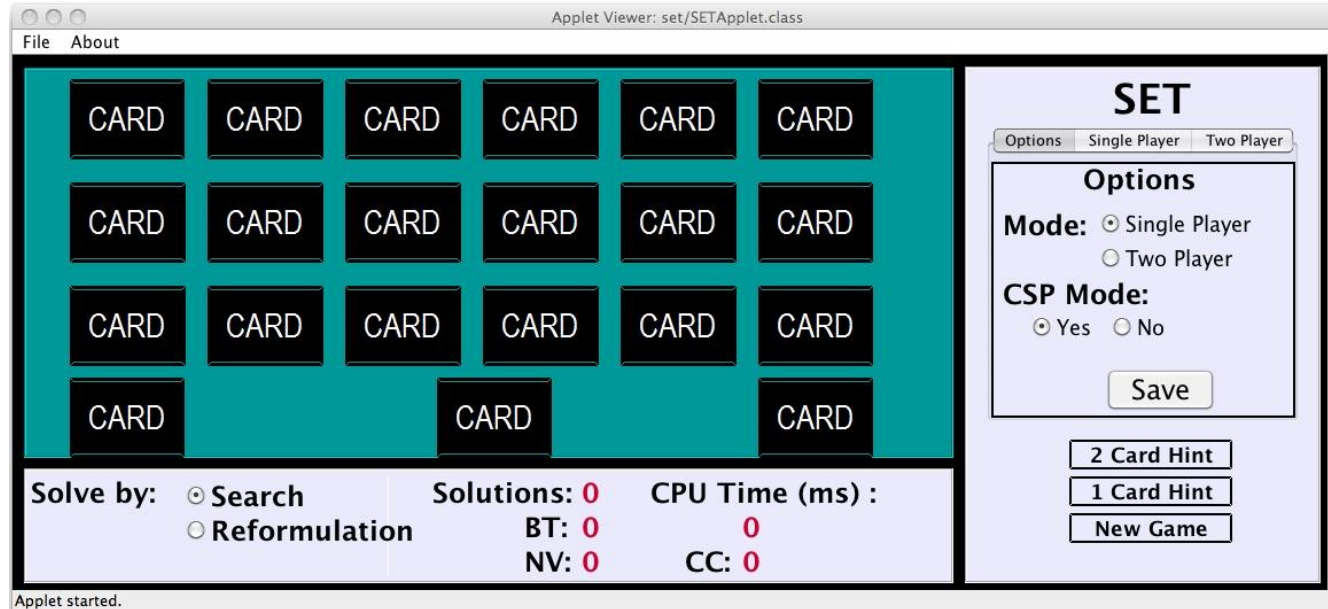 Applet Viewer: set/SETApplet.class
File About
CARD CARD CARD CARD CARD CARD
CARD CARD CARD CARD CARD CARD
CARD CARD CARD CARD CARD CARD
CARD CARD CARD
Solve by: Search
Reformulation
Solutions: 0
BT: 0
NV: 0
CPU Time (ms) :
0
CC: 0
SET
Options Single Player Two Player
Options
Mode: Single Player
Two Player
CSP Mode:
Yes No
Save
2 Card Hint
1 Card Hint
New Game
Applet started.